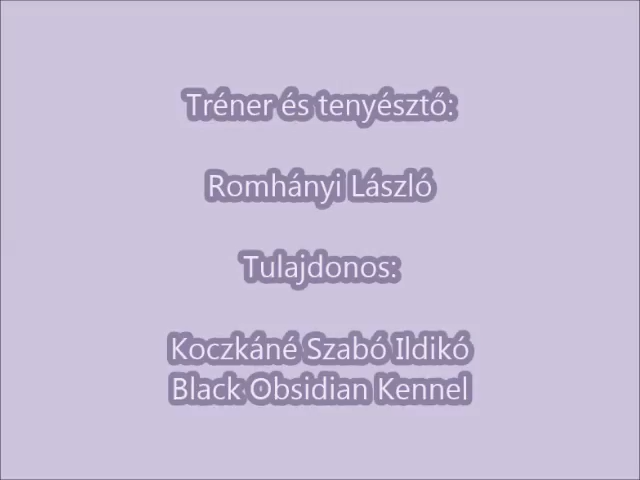 Tréner és tenyésztő:
Romhányi László
Tulajdonos:
Koczkáné Szabó Ildikó
Black Obsidian Kennel